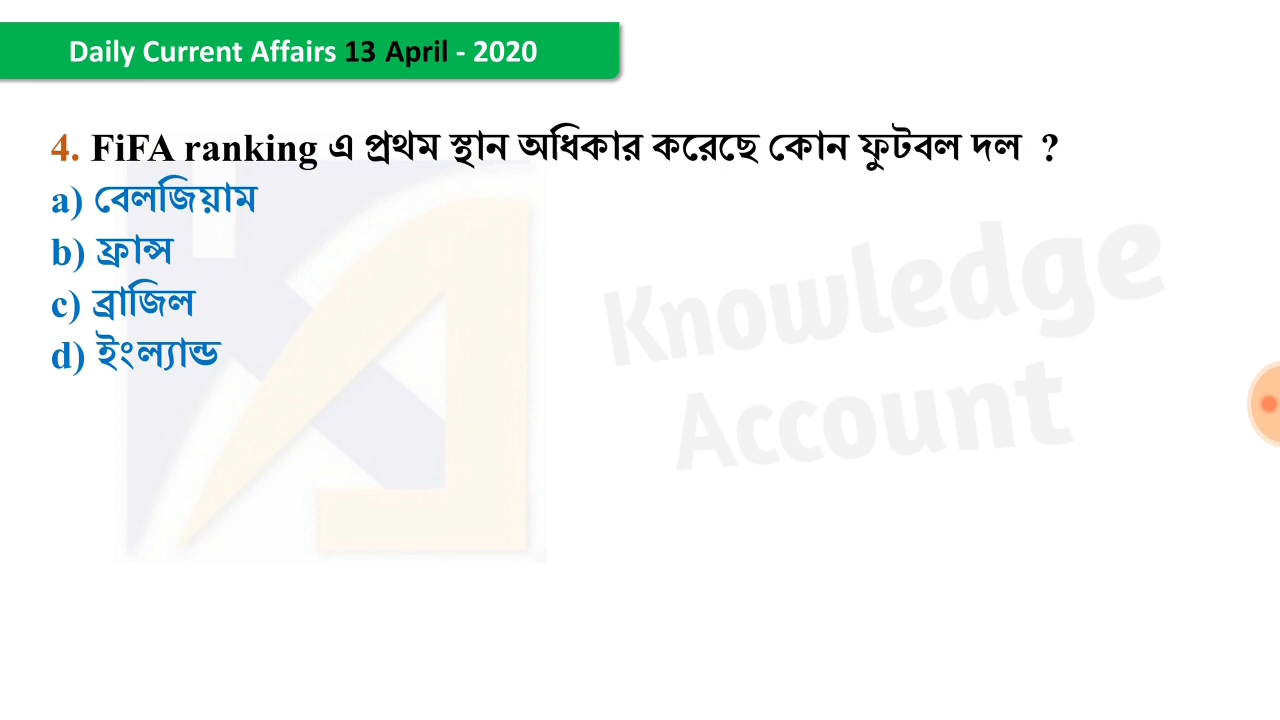 Daily Current Affairs 13 April - 2020
4. FiFA ranking এ প্রথম স্থান অধিকার করেছে কোন ফুটবল দল ?
a) বেলজিয়াম
b) ফ্রান্স
c) ব্রাজিল
d) ইংল্যান্ড
Knowledge
Account